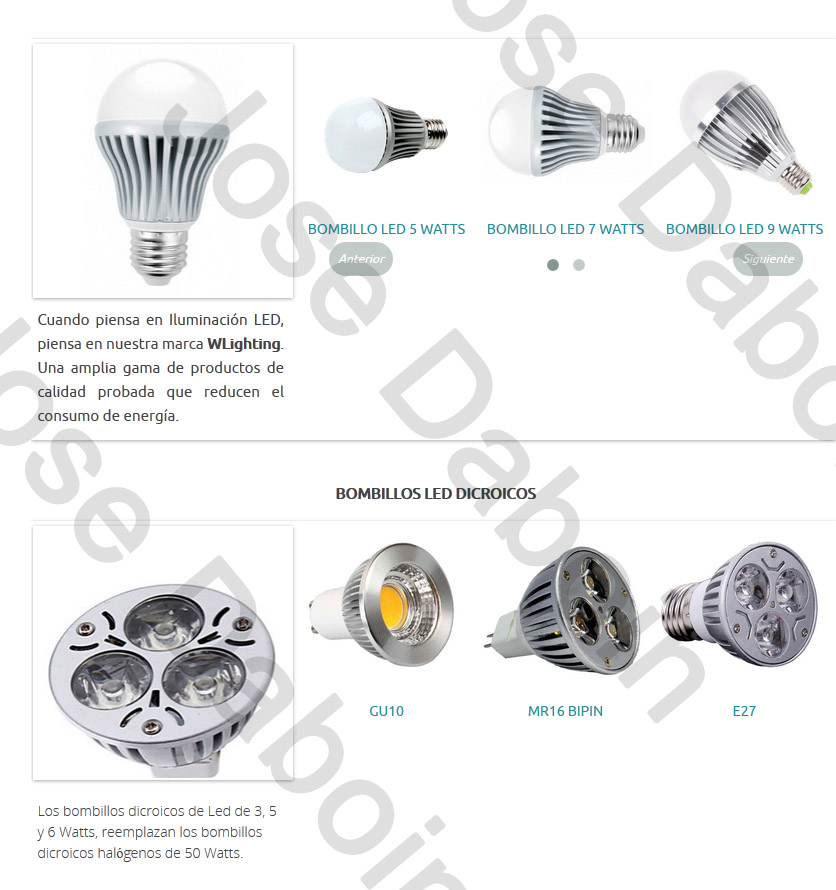 BOMBILLO LED 5 WATTS
BOMBILLO LED 7 WATTS
BOMBILLO LED 9 WATTS
Anterior
Siguiente
Cuando piensa en Iluminación LED,
piensa en nuestra marca WLighting.
Una amplia gama de productos de
calidad probada que reducen el
consumo de energía.
BOMBILLOS LED DICROICOS
GU10
MR16 BIPIN
E27
Los bombillos dicroicos de Led de 3, 5
y 6 Watts, reemplazan los bombillos
dicroicos halógenos de 50 Watts.
Jose Daboin
Jose Daboin
Jose Daboin